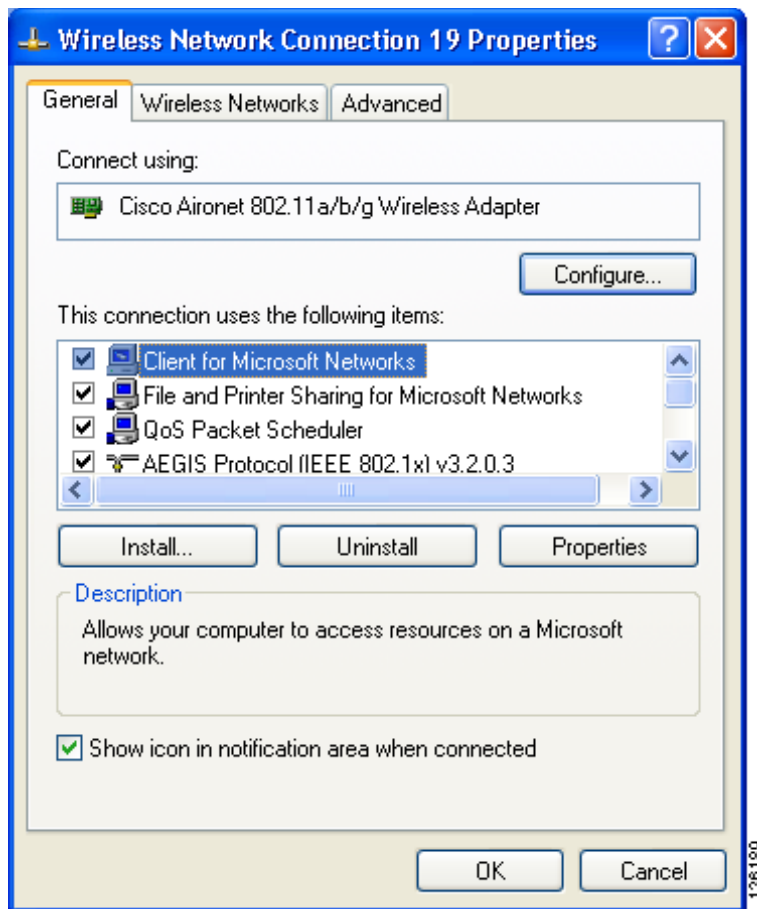 Wireless Network Connection 19 Properties
General
Wireless Networks
Advanced
Connect using:
Cisco Aironet 802.11a/b/g Wireless Adapter
Configure...
This connection uses the following items:
Client for Microsoft Networks
File and Printer Sharing for Microsoft Networks
QoS Packet Scheduler
AEGIS Protocol (IEEE 802.1x) v3.2.0.3
Install...
Uninstall
Properties
Description
Allows your computer to access resources on a Microsoft
network.
Show icon in notification area when connected
OK
Cancel